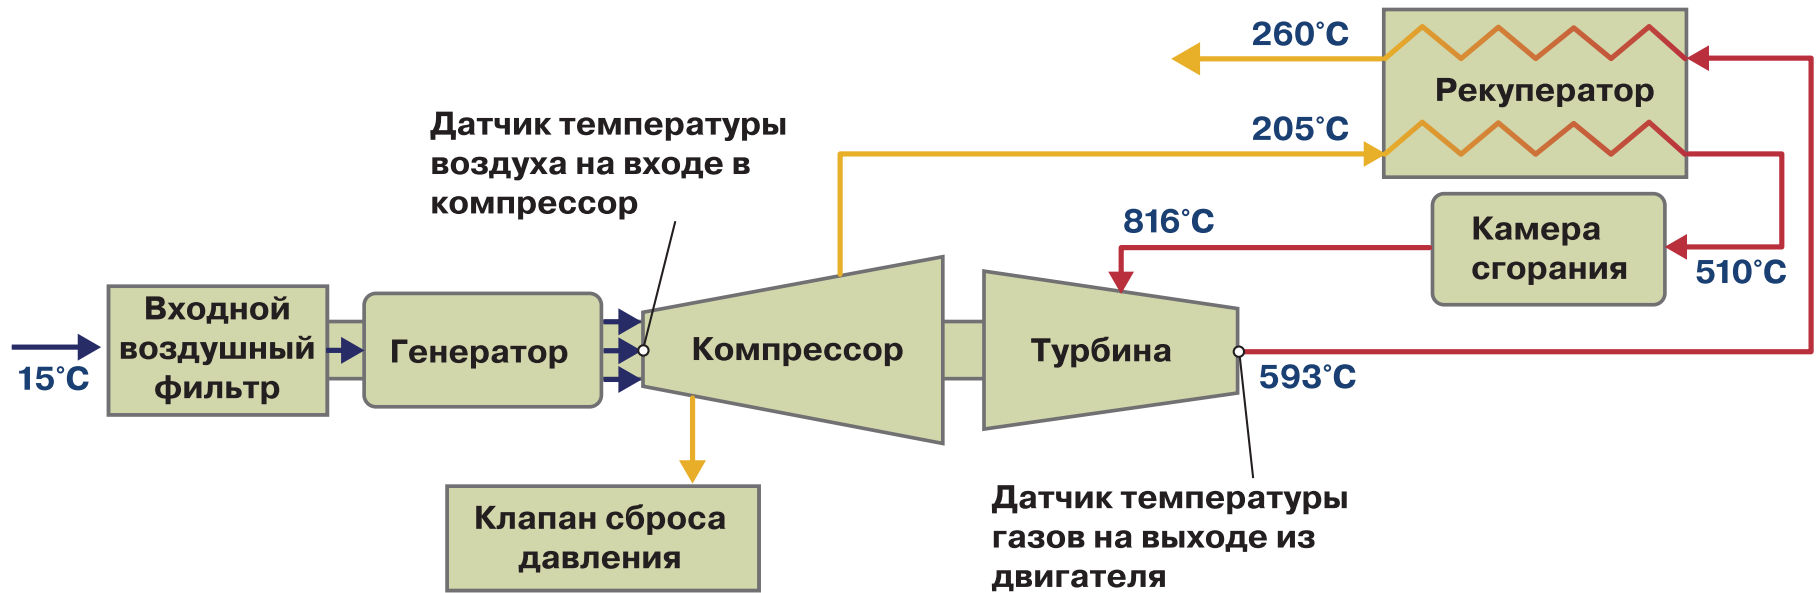 260°C
Рекуператор
Датчик температуры
воздуха на входе в
компрессор
205°C
816°C
Камера
сгорания
510°C
Входной
воздушный
фильтр
15°C
Генератор
Компрессор
Турбина
593°C
Клапан сброса
давления
Датчик температуры
газов на выходе из
двигателя